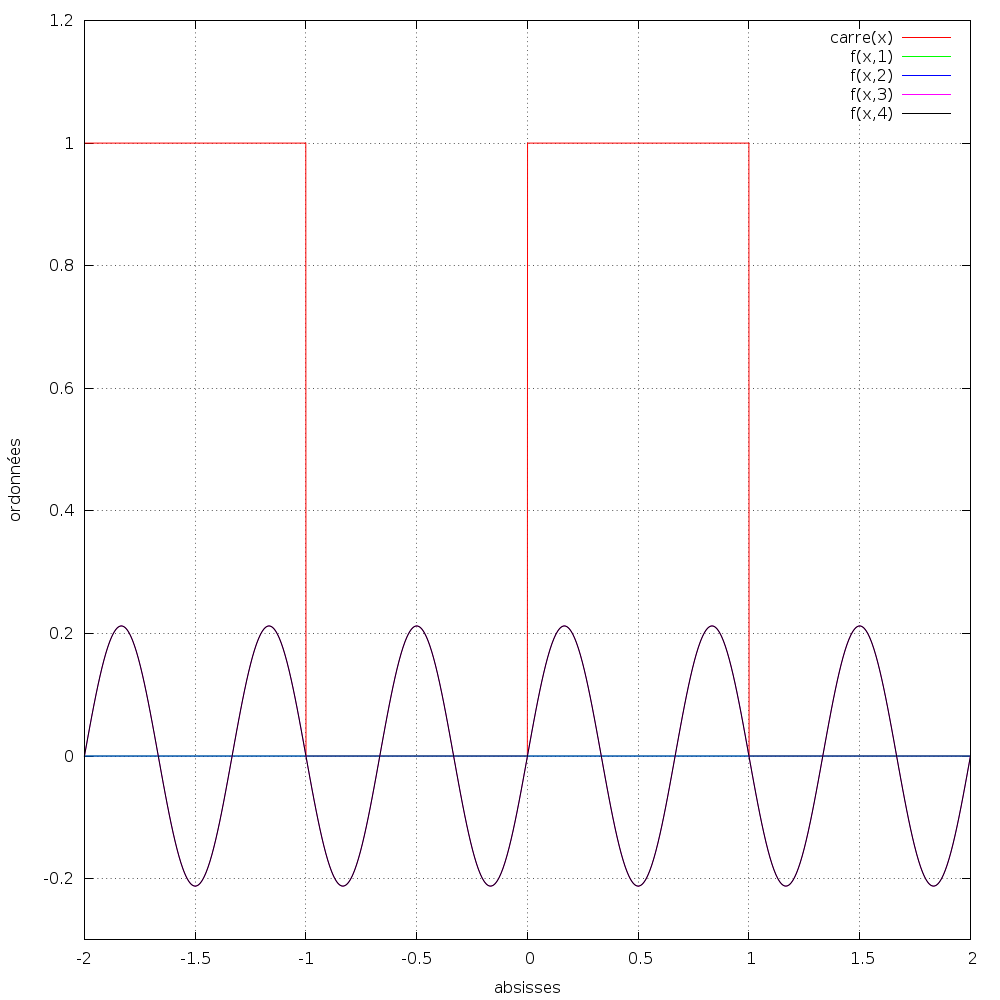 1.2
1
0.8
0.6
0.4
0.2
0
-0.2
-2
-1.5
-1
-0.5
0
0.5
1
1.5
2
ordonnées
absisses
carre(x)
f(x,1)
f(x,2)
f(x,3)
f(x,4)